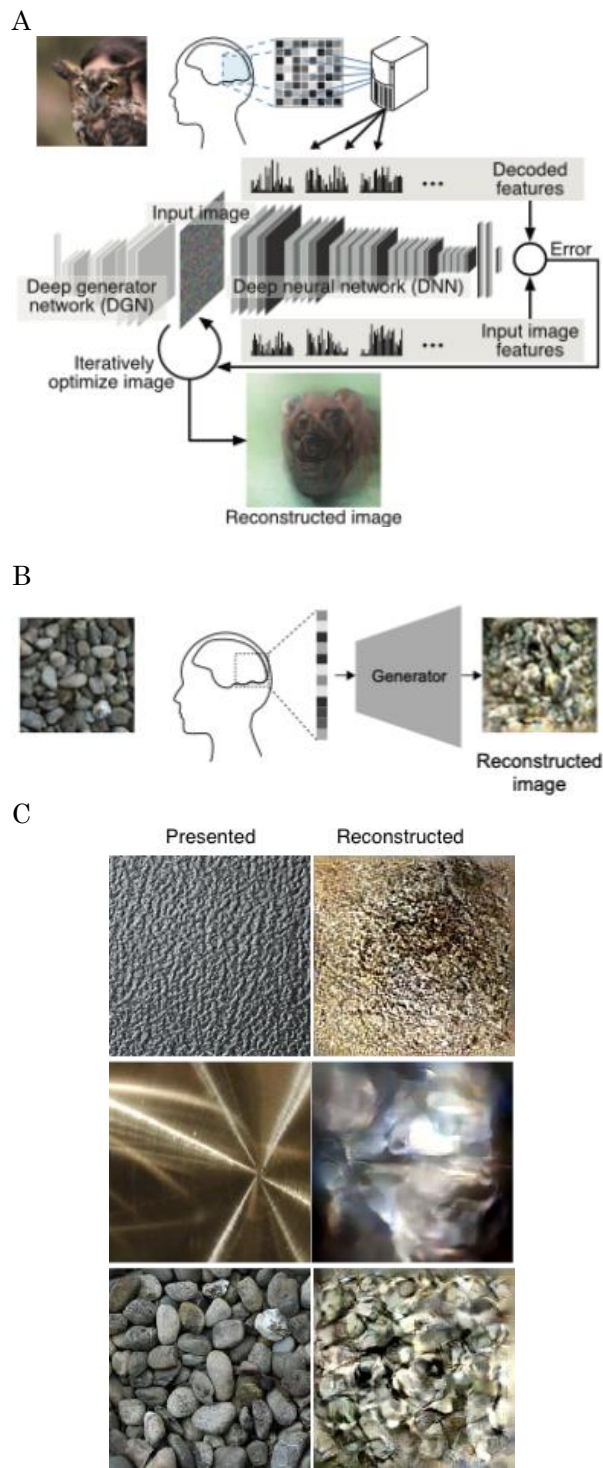 A
Decoded
features
Input image
Error
Deep generator
network (DGN)
Deep neural network (DNN)
Input image
features
Iteratively
optimize image
Reconstructed image
B
Generator
Reconstructed
image
C
Presented
Reconstructed